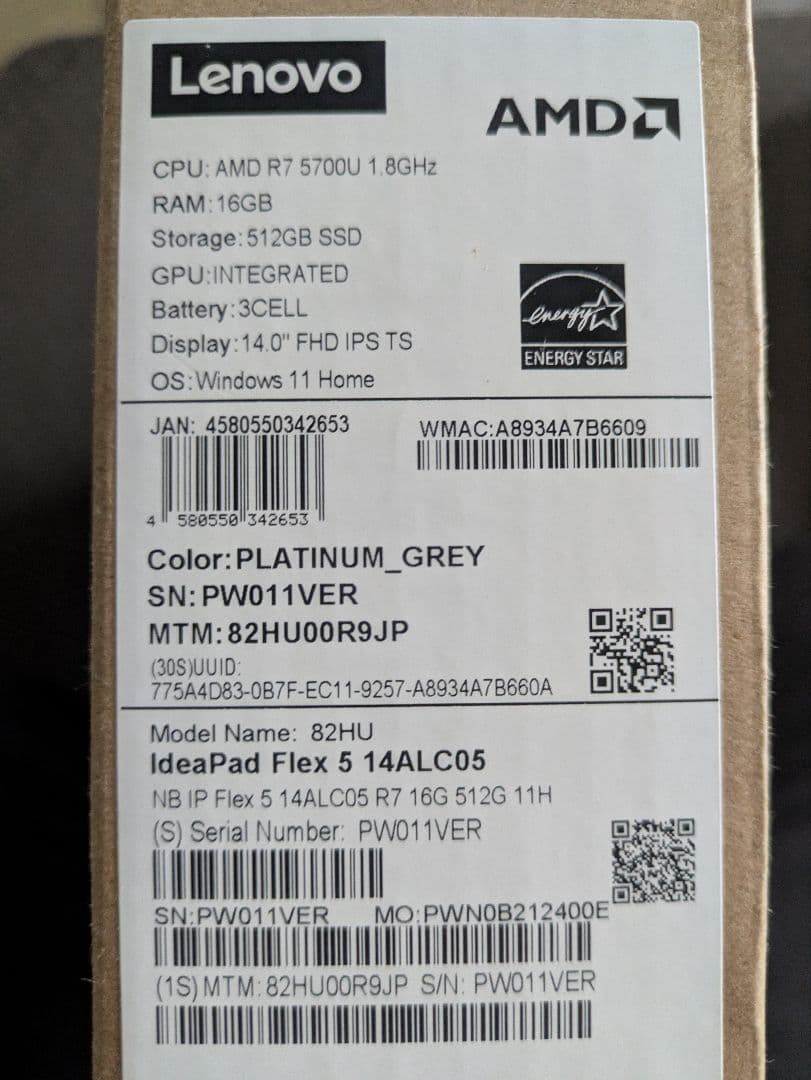 Lenovo
AMD
CPU: AMD R7 5700U 1.8GHz
RAM:16GB
Storage:512GB SSD
GPU:INTEGRATED
Battery:3CELL
Display:14.0" FHD IPS TS
OS:Windows 11 Home
energy
ENERGY STAR
JAN: 4580550342653
WMAC:A8934A7B6609
4 580550 342653
Color:PLATINUM_GREY
SN:PW011VER
MTM:82HU00R9JP
(30S)UUID:
775A4D83-0B7F-EC11-9257-A8934A7B660A
Model Name: 82HU
IdeaPad Flex 5 14ALC05
NB IP Flex 5 14ALC05 R7 16G 512G 11H
(S) Serial Number: PW011VER
SN:PW011VER MO:PWN0B212400E
(1S) MTM:82HU00R9JP S/N: PW011VER